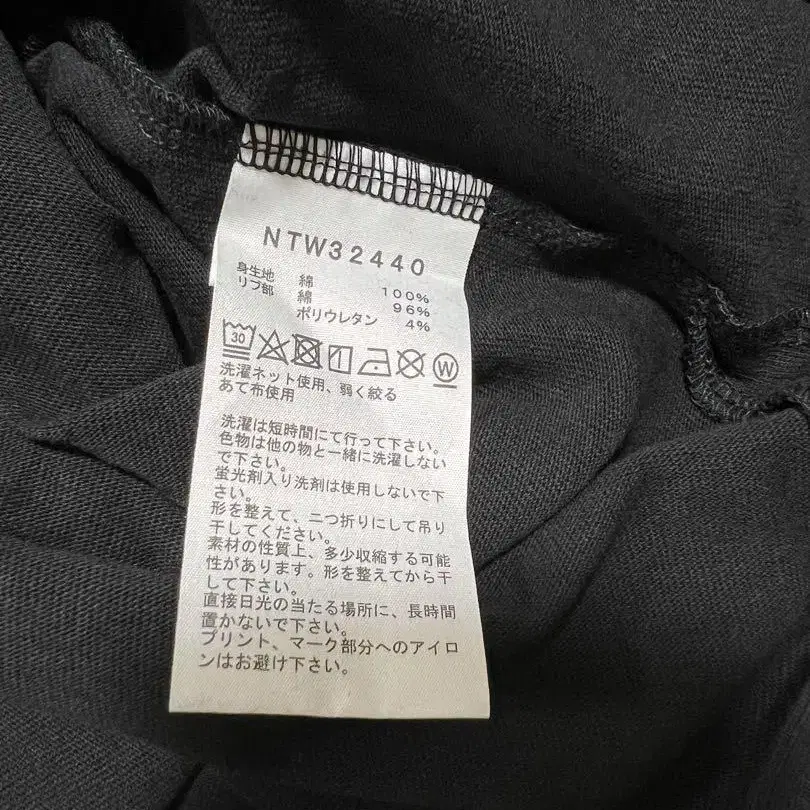 NTW32440
身生地 綿 100%
リブ部 綿 96%
ポリウレタン 4%
30 W
洗濯ネット使用、弱く絞る
あて布使用
洗濯は短時間にて行って下さい。
色物は他の物と一緒に洗濯しない
で下さい。
蛍光剤入り洗剤は使用しないで下
さい。
形を整えて、二つ折りにして吊り
干してください。
素材の性質上、多少収縮する可能
性があります。形を整えてから干
して下さい。
直接日光の当たる場所に、長時間
置かないで下さい。
プリント、マーク部分へのアイロ
ンはお避け下さい。